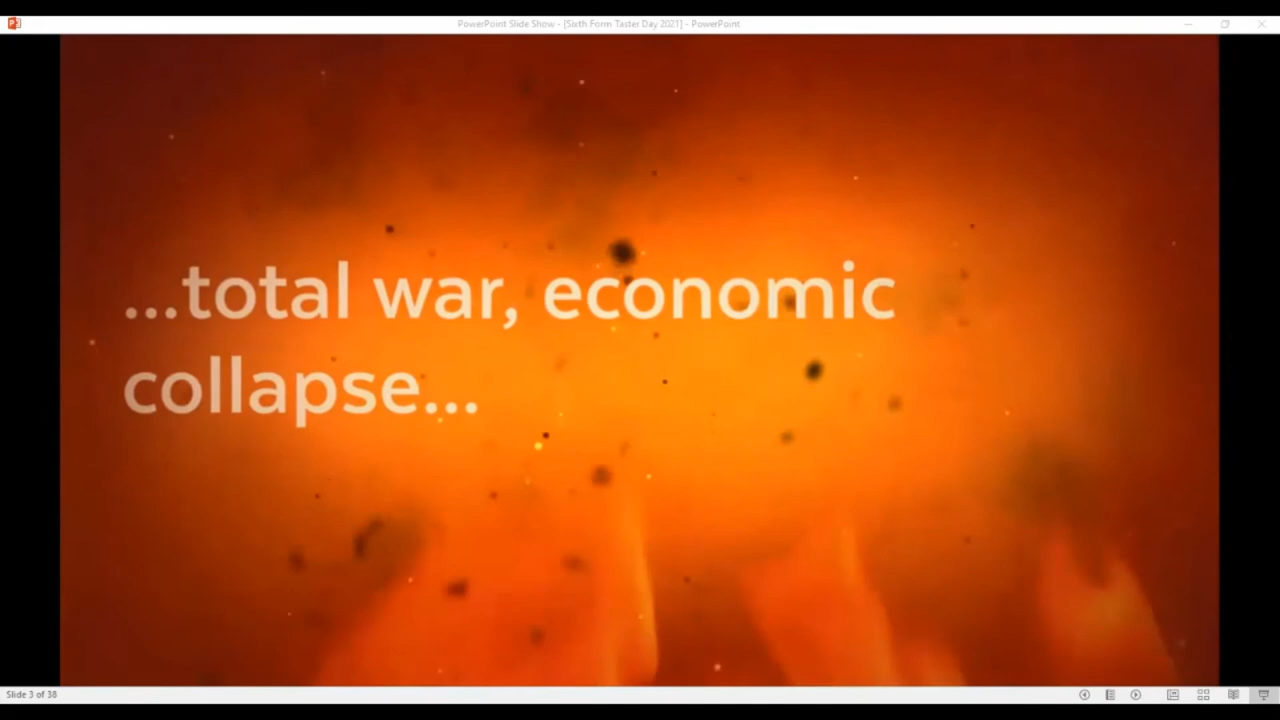 PowerPoint Slide Show - [Sixth Form Taster Day 2021] - PowerPoint
...total war, economic
collapse...
Slide 3 of 38